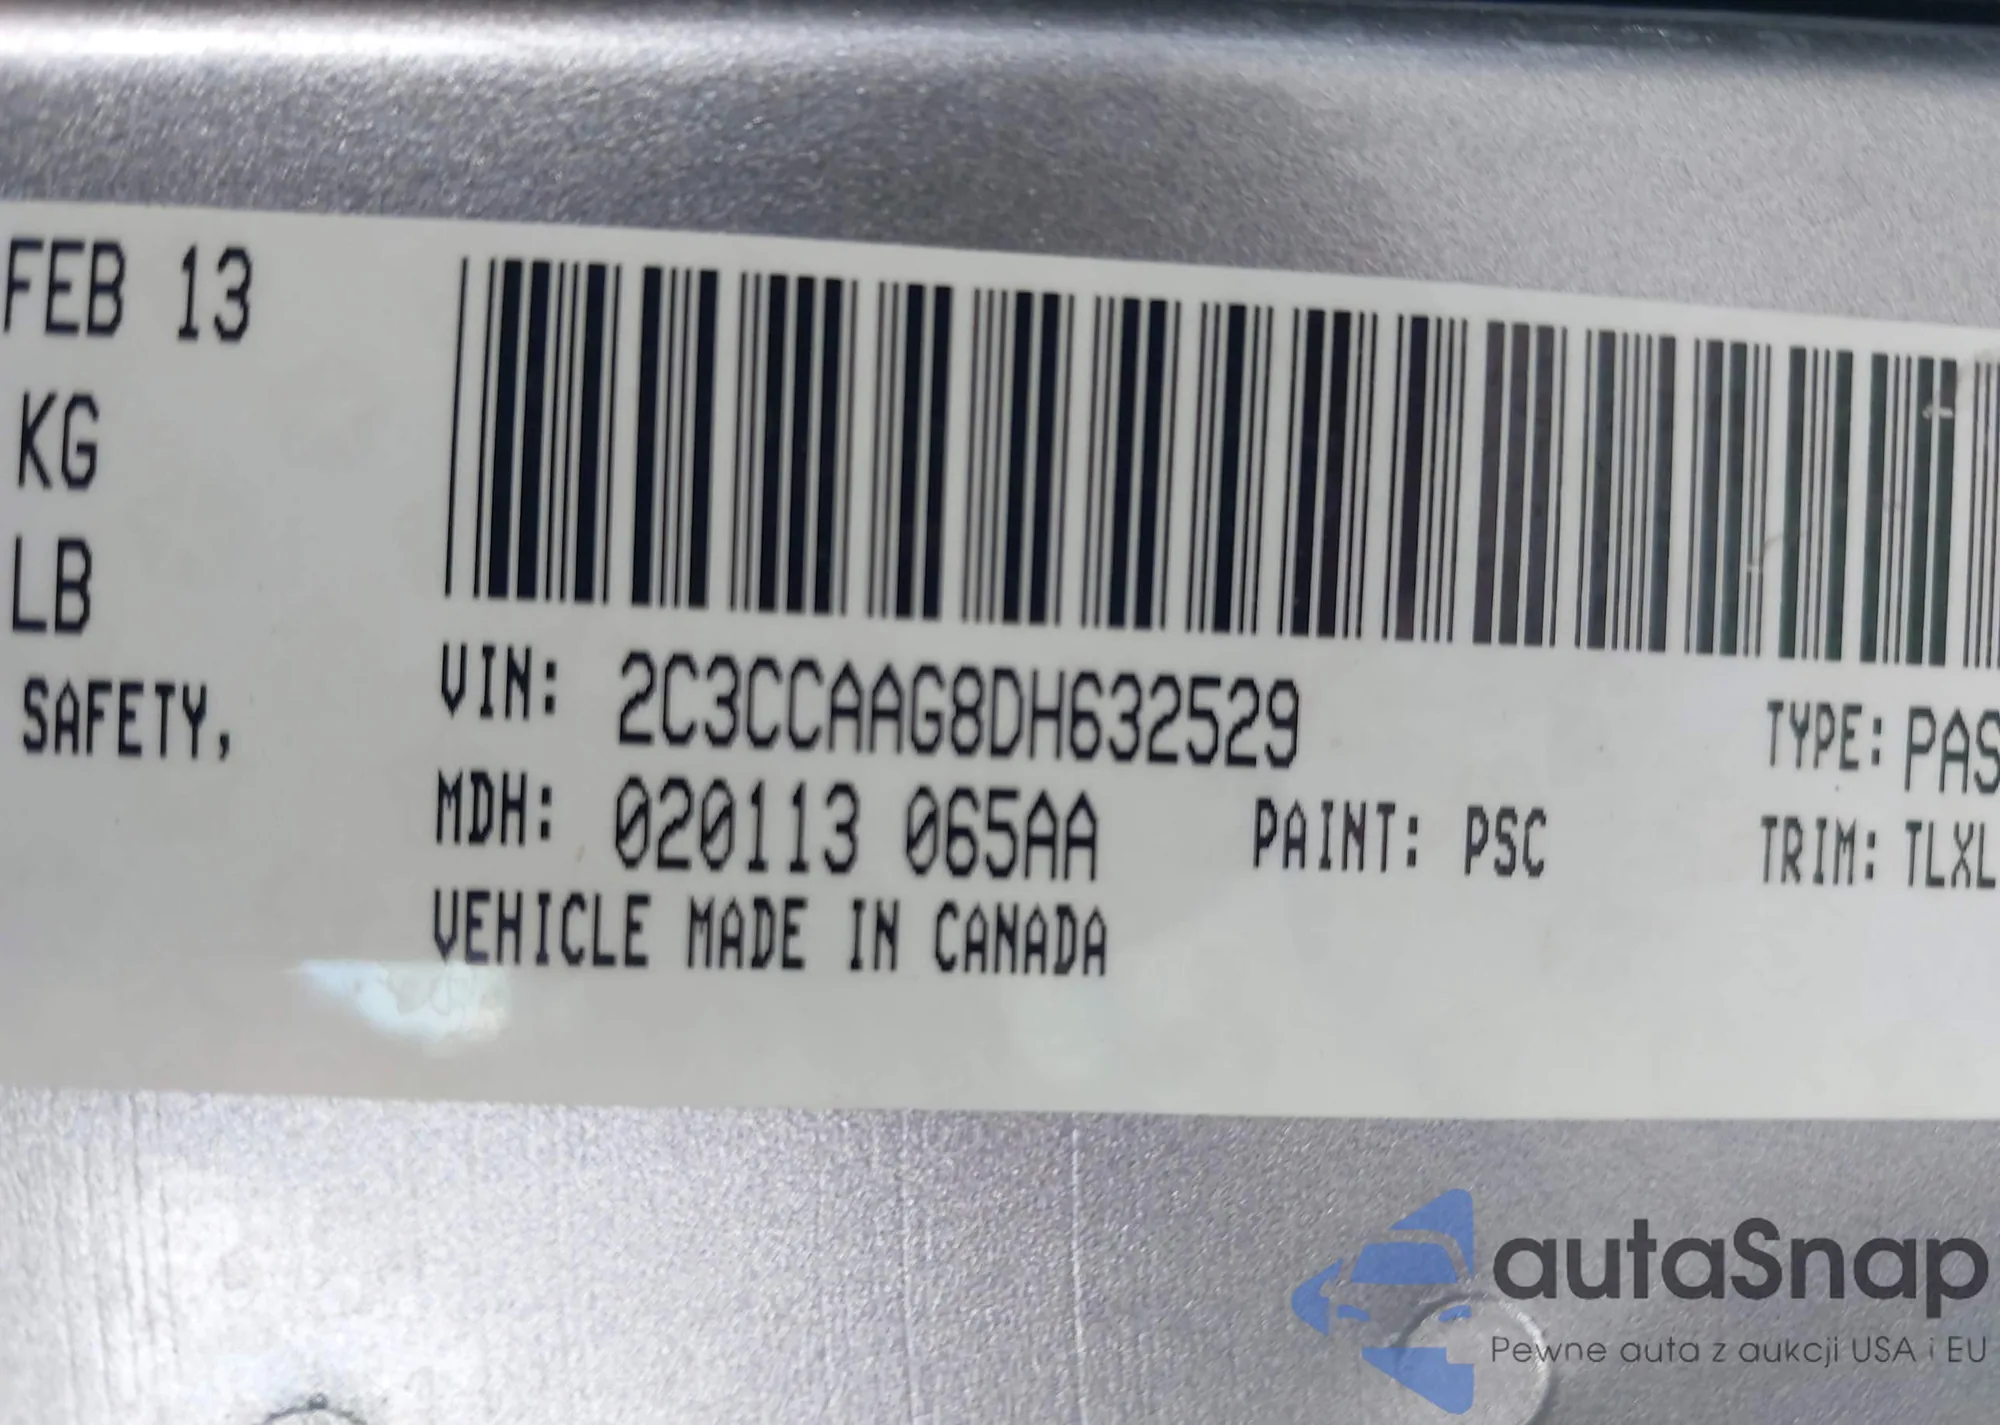 FEB 13
KG
LB
SAFETY,
VIN: 2C3CCAAG8DH632529
TYPE: PAS
MDH: 020113 065AA
PAINT: PSC
TRIM: TLXL
VEHICLE MADE IN CANADA
autaSnap
Pewne auta z aukcji USA i EU